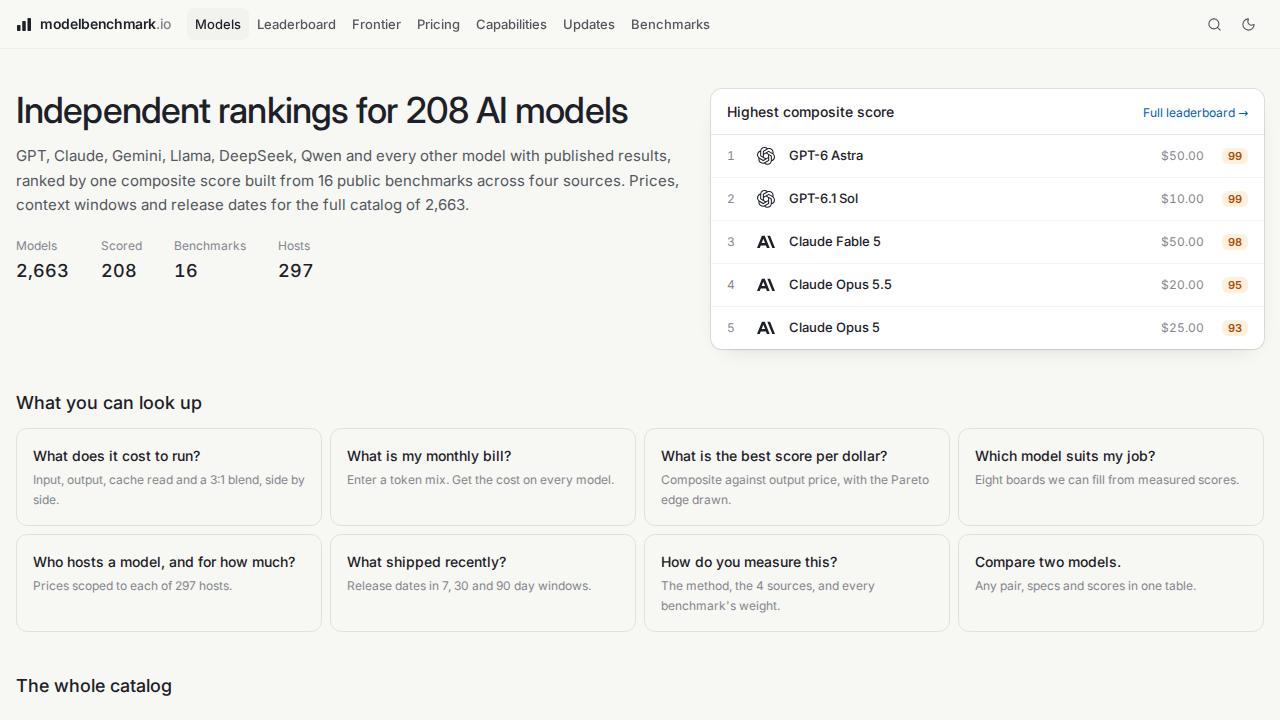 modelbenchmark.io
Models
Leaderboard
Frontier
Pricing
Capabilities
Updates
Benchmarks
Independent rankings for 208 AI models
GPT, Claude, Gemini, Llama, DeepSeek, Qwen and every other model with published results,
ranked by one composite score built from 16 public benchmarks across four sources. Prices,
context windows and release dates for the full catalog of 2,663.
Models
Scored
Benchmarks
Hosts
2,663
208
16
297
Highest composite score
Full leaderboard →
1 GPT-6 Astra $50.00 99
2 GPT-6.1 Sol $10.00 99
3 Claude Fable 5 $50.00 98
4 Claude Opus 5.5 $20.00 95
5 Claude Opus 5 $25.00 93
What you can look up
What does it cost to run?
Input, output, cache read and a 3:1 blend, side by
side.
What is my monthly bill?
Enter a token mix. Get the cost on every model.
What is the best score per dollar?
Composite against output price, with the Pareto
edge drawn.
Which model suits my job?
Eight boards we can fill from measured scores.
Who hosts a model, and for how much?
Prices scoped to each of 297 hosts.
What shipped recently?
Release dates in 7, 30 and 90 day windows.
How do you measure this?
The method, the 4 sources, and every
benchmark's weight.
Compare two models.
Any pair, specs and scores in one table.
The whole catalog